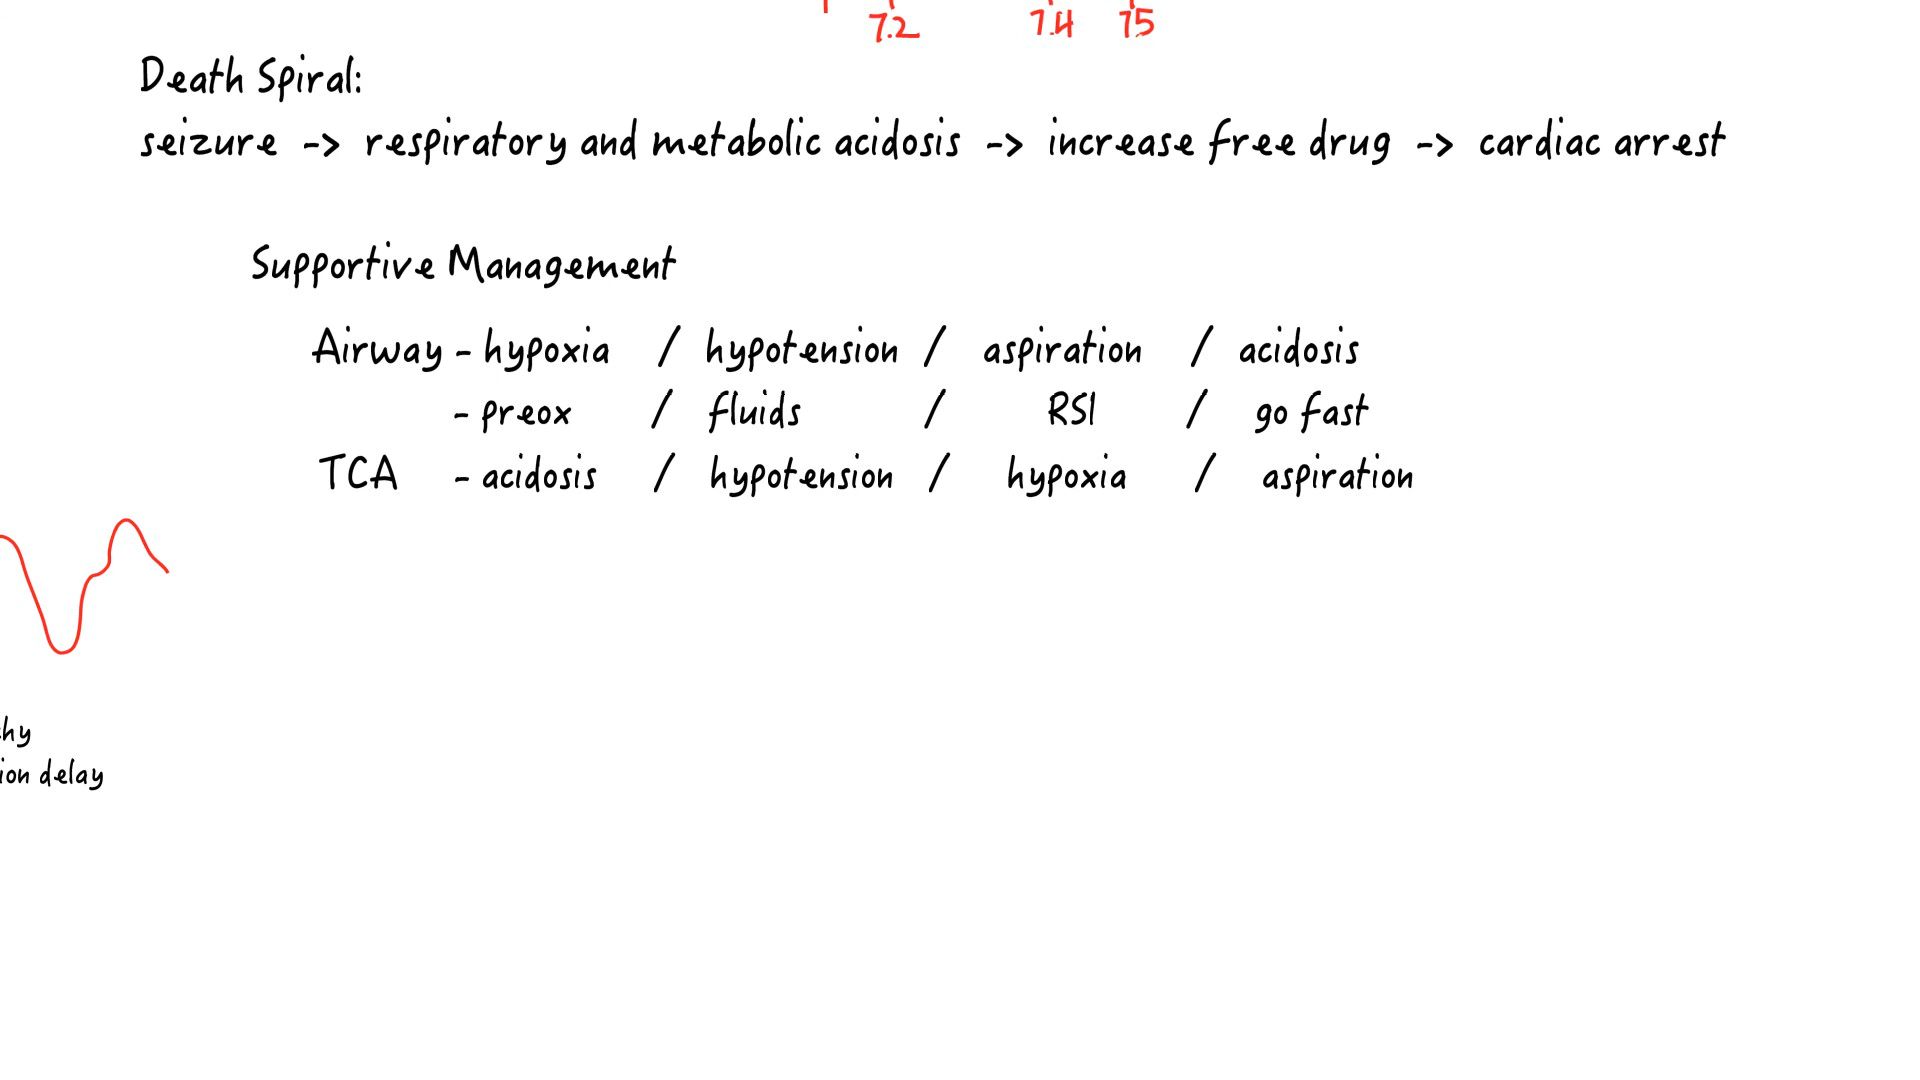 7.2 7.4 7.5
Death Spiral:
seizure -> respiratory and metabolic acidosis -> increase free drug -> cardiac arrest
Supportive Management
Airway - hypoxia / hypotension / aspiration / acidosis
- preox / fluids / RSI / go fast
TCA - acidosis / hypotension / hypoxia / aspiration
hy
ion delay